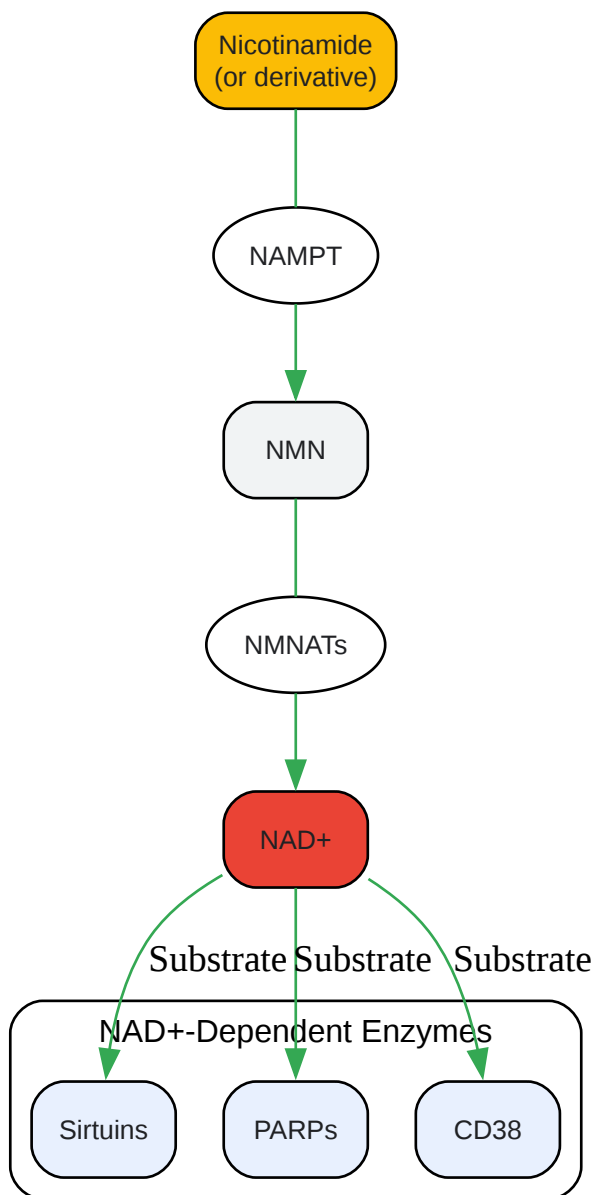 Nicotinamide
(or derivative)
NAMPT
NMN
NMNATs
NAD+
Substrate Substrate Substrate
NAD+-Dependent Enzymes
Sirtuins PARPs CD38